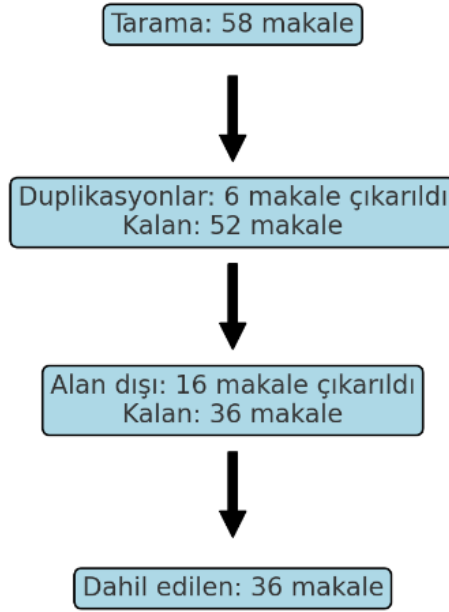 Tarama: 58 makale
Duplikasyonlar: 6 makale çıkarıldı
Kalan: 52 makale
Alan dışı: 16 makale çıkarıldı
Kalan: 36 makale
Dahil edilen: 36 makale